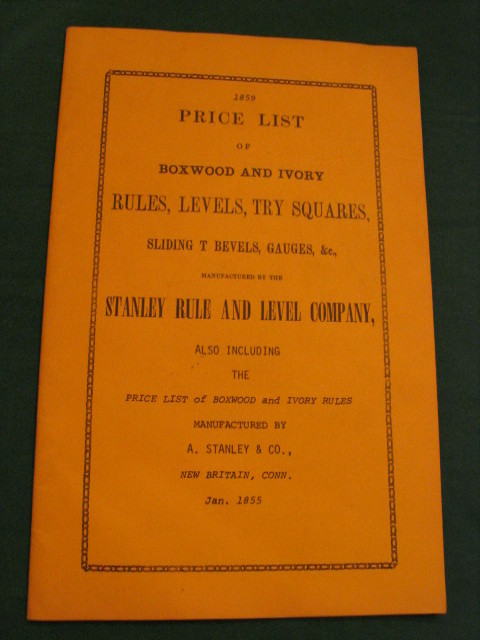 1859
PRICE LIST
OF
BOXWOOD AND IVORY
RULES, LEVELS, TRY SQUARES,
SLIDING T BEVELS, GAUGES, &c.,
MANUFACTURED BY THE
STANLEY RULE AND LEVEL COMPANY,
ALSO INCLUDING
THE
PRICE LIST of BOXWOOD and IVORY RULES
MANUFACTURED BY
A. STANLEY & CO.,
NEW BRITAIN, CONN.
Jan. 1855